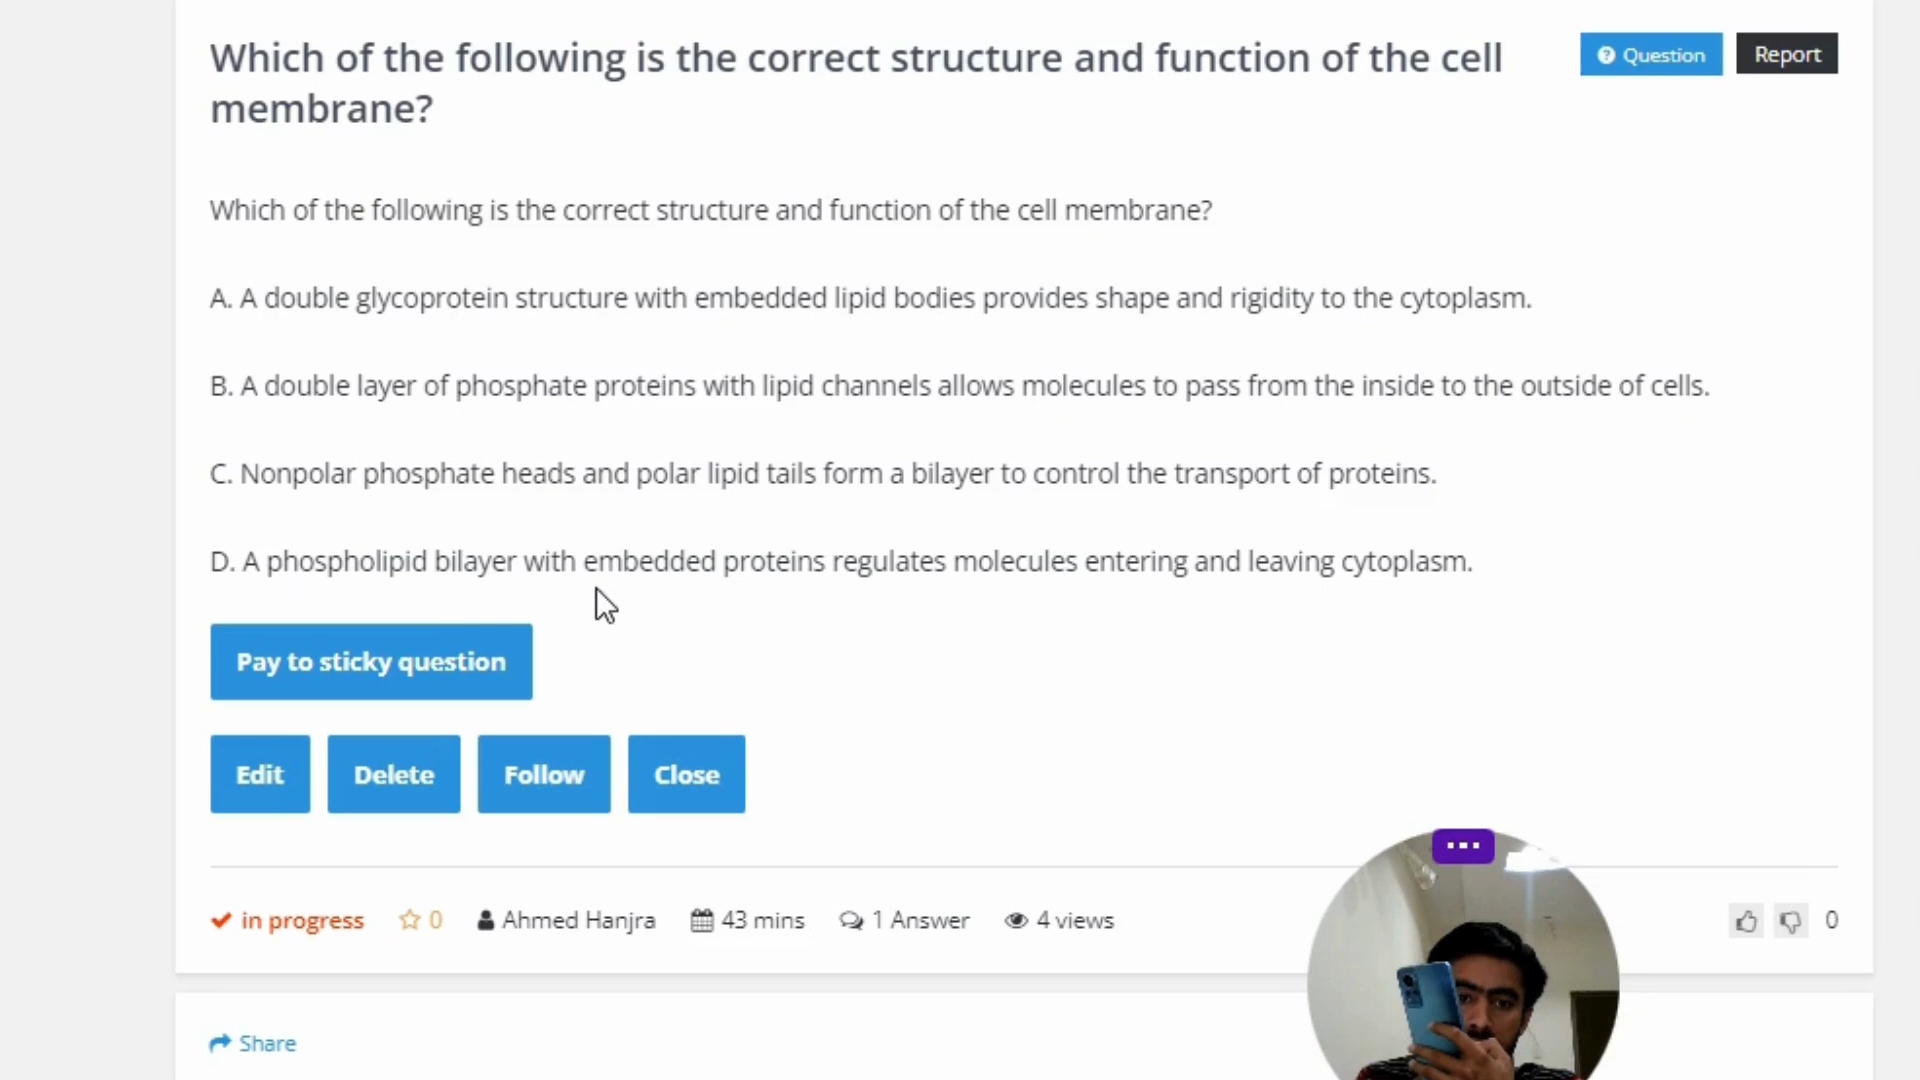 Which of the following is the correct structure and function of the cell
membrane?
Question
Report
Which of the following is the correct structure and function of the cell membrane?
A. A double glycoprotein structure with embedded lipid bodies provides shape and rigidity to the cytoplasm.
B. A double layer of phosphate proteins with lipid channels allows molecules to pass from the inside to the outside of cells.
C. Nonpolar phosphate heads and polar lipid tails form a bilayer to control the transport of proteins.
D. A phospholipid bilayer with embedded proteins regulates molecules entering and leaving cytoplasm.
Pay to sticky question
Edit Delete Follow Close
in progress 0 Ahmed Hanjra 43 mins 1 Answer 4 views 0
Share